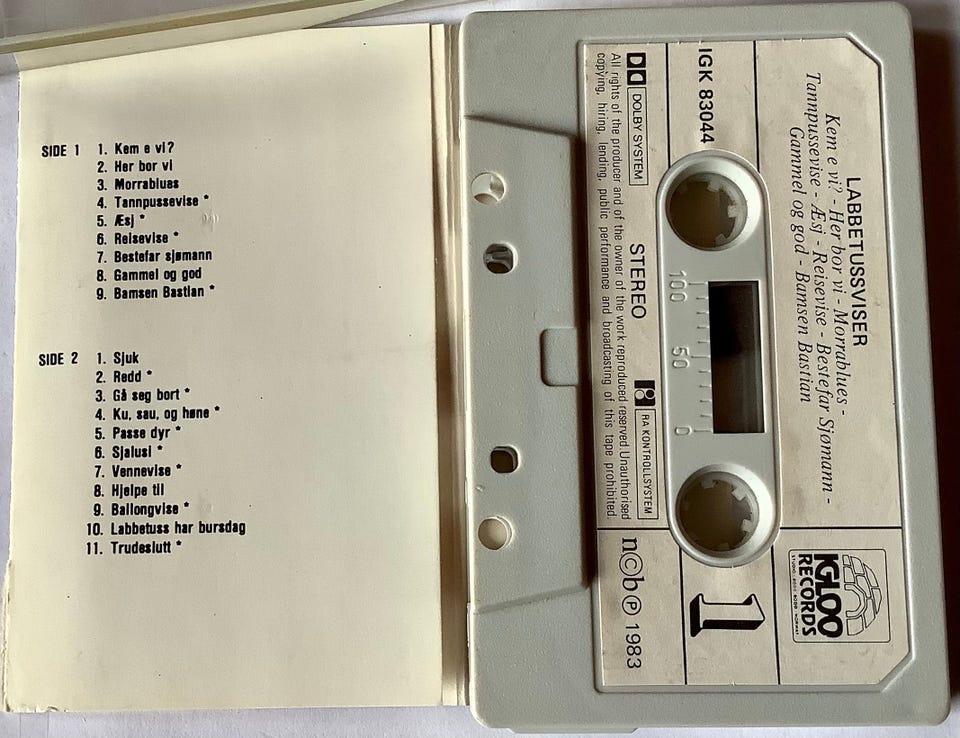 SIDE 1
1. Kem e vi?
2. Her bor vi
3. Morrablues
4. Tannpussevise *
5. Æsj *
6. Reisevise *
7. Bestefar sjømann
8. Gammel og god
9. Bamsen Bastian *
SIDE 2
1. Sjuk
2. Redd *
3. Gå seg bort *
4. Ku, sau, og høne *
5. Passe dyr *
6. Sjalusi *
7. Vennevise *
8. Hjelpe til
9. Ballongvise *
10. Labbetuss har bursdag
11. Trudeslutt *
LABBETUSSVISER
Kem e vi? - Her bor vi - Morrablues -
Tannpussevise - Æsj - Reisevise - Bestefar Sjømann -
Gammel og god - Bamsen Bastian
IGK 83044
100 50 0
1
IGLOO
RECORDS
DOLBY SYSTEM
STEREO
RA KONTROLLSYSTEM
n©b ℗ 1983
All rights of the producer and of the owner of the work reproduced reserved. Unauthorised
copying, hiring, lending, public performance and broadcasting of this tape prohibited.